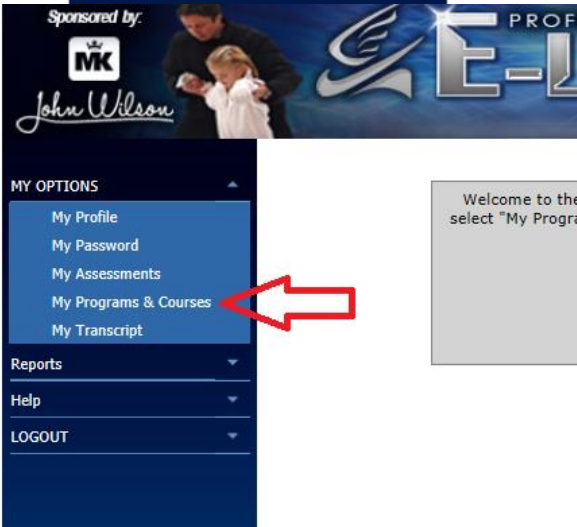 Sponsored by:
MK
John Wilson
PROF
E-L
MY OPTIONS
My Profile
My Password
My Assessments
My Programs & Courses
My Transcript
Reports
Help
LOGOUT
Welcome to the
select "My Progra